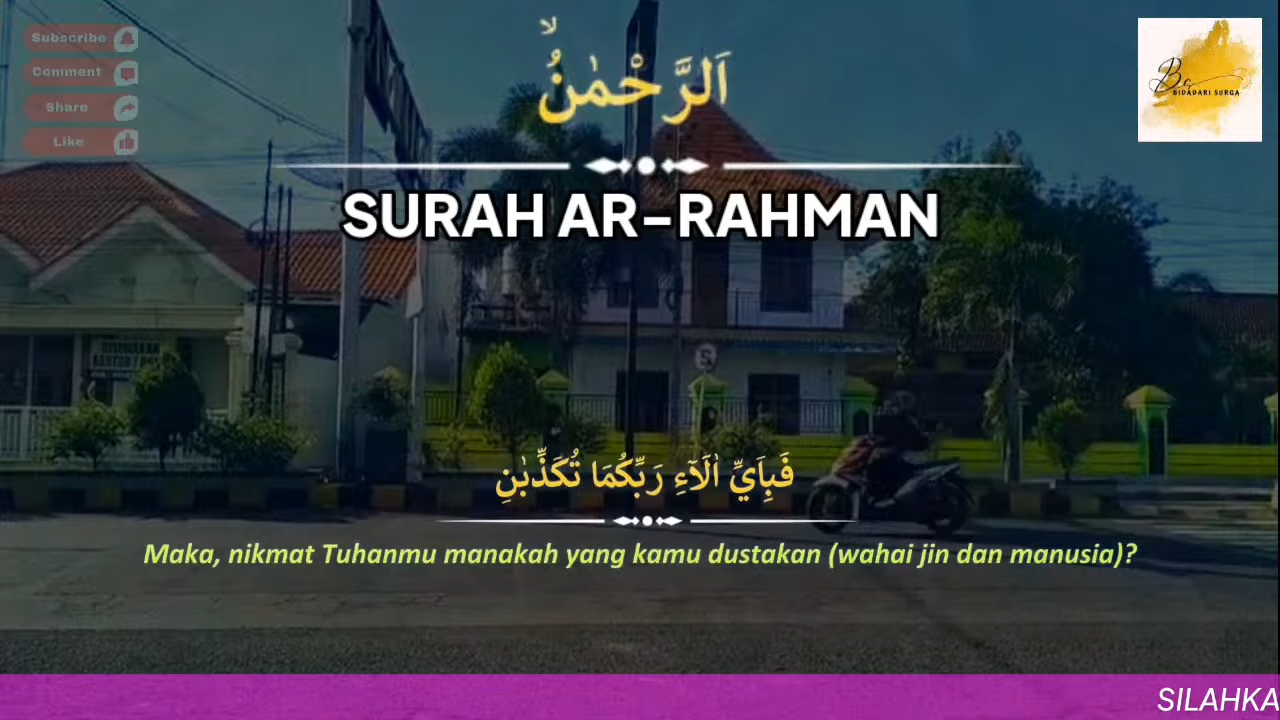 Subscribe
Comment
Share
Like
اَلرَّحْمٰنُۙ
SURAH AR-RAHMAN
BIDADARI SURGA
فَبِاَيِّ اٰلَاۤءِ رَبِّكُمَا تُكَذِّبٰنِ
Maka, nikmat Tuhanmu manakah yang kamu dustakan (wahai jin dan manusia)?
SILAHKA